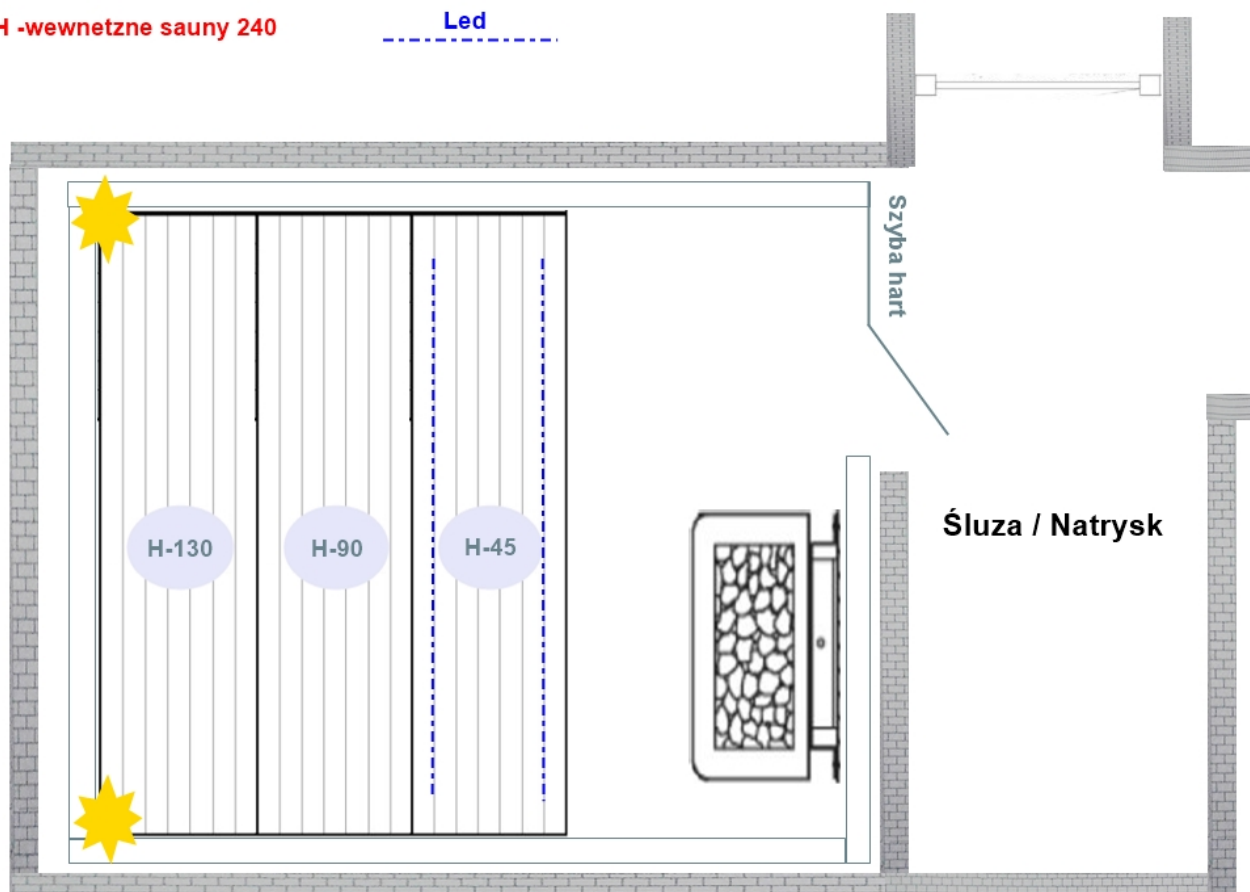 H -wewnetzne sauny 240
Led
Szyba hart
H-130
H-90
H-45
Śluza / Natrysk